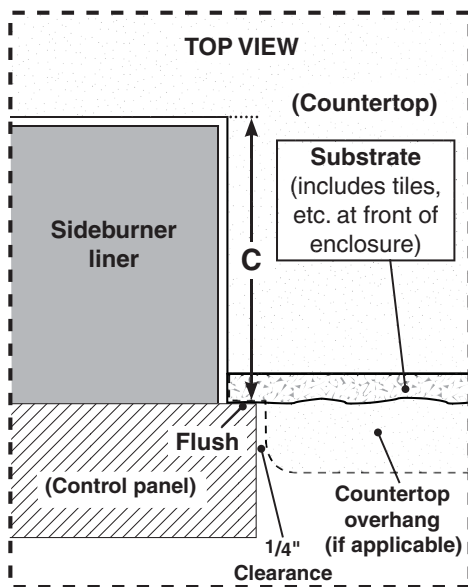 TOP VIEW
(Countertop)
Substrate
(includes tiles,
etc. at front of
enclosure)
Sideburner
liner
C
Flush
(Control panel)
Countertop
overhang
(if applicable)
1/4"
Clearance